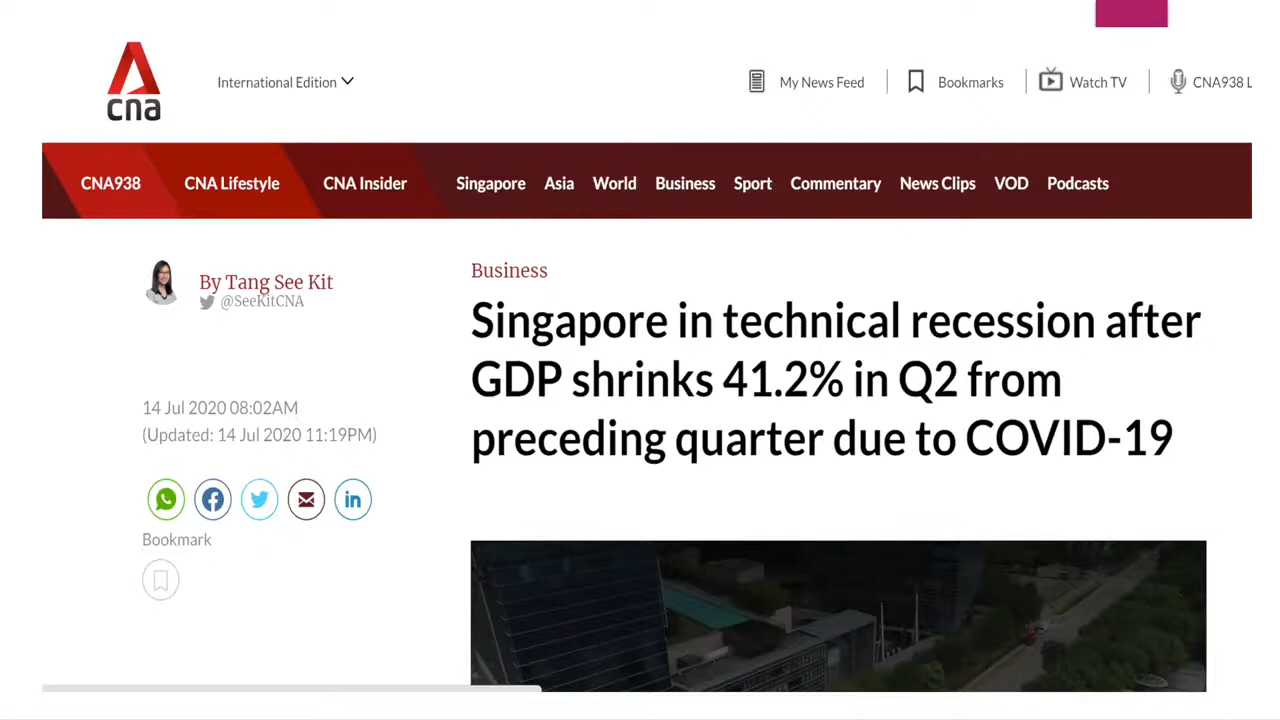 cna
International Edition
My News Feed
Bookmarks
Watch TV
CNA938 L
CNA938
CNA Lifestyle
CNA Insider
Singapore
Asia
World
Business
Sport
Commentary
News Clips
VOD
Podcasts
By Tang See Kit
@SeeKitCNA
14 Jul 2020 08:02AM
(Updated: 14 Jul 2020 11:19PM)
Bookmark
Business
Singapore in technical recession after
GDP shrinks 41.2% in Q2 from
preceding quarter due to COVID-19